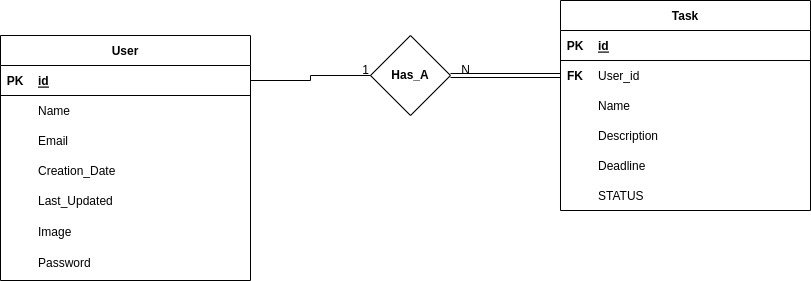 User
PK id
Name
Email
Creation_Date
Last_Updated
Image
Password
1
Has_A
N
Task
PK id
FK User_id
Name
Description
Deadline
STATUS